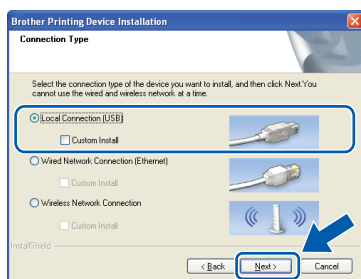 Brother Printing Device Installation
Connection Type
Select the connection type of the device you want to install, and then click Next.You
cannot use the wired and wireless network at a time.
Local Connection (USB)
Custom Install
Wired Network Connection (Ethernet)
Custom Install
Wireless Network Connection
Custom Install
InstallShield
< Back Next > Cancel